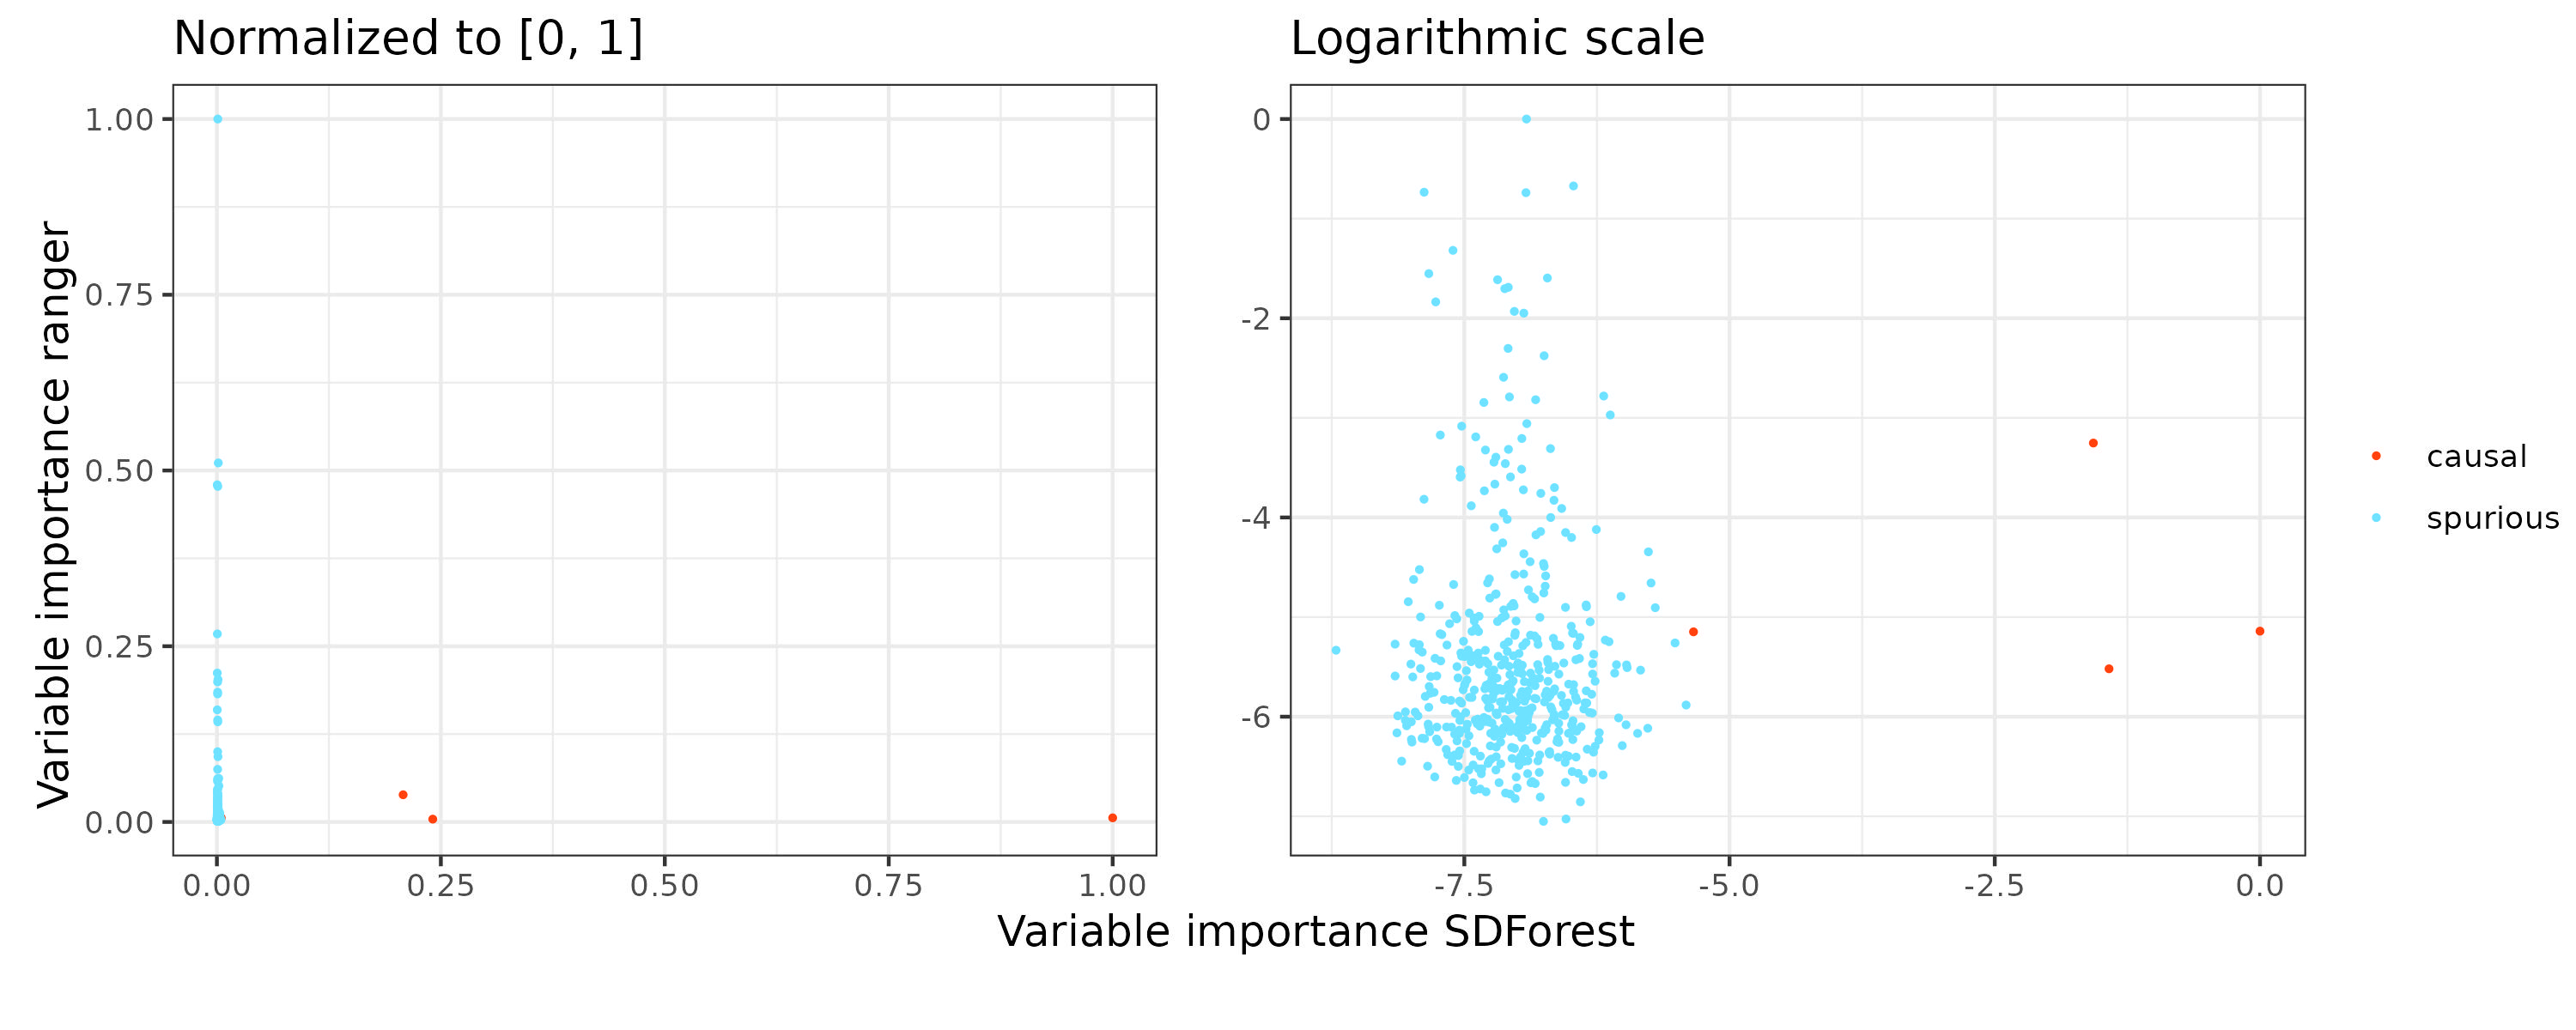 Normalized to [0, 1]
Logarithmic scale
Variable importance ranger
1.00
0.75
0.50
0.25
0.00
0.00 0.25 0.50 0.75 1.00
0
-2
-4
-6
-7.5 -5.0 -2.5 0.0
Variable importance SDForest
causal
spurious